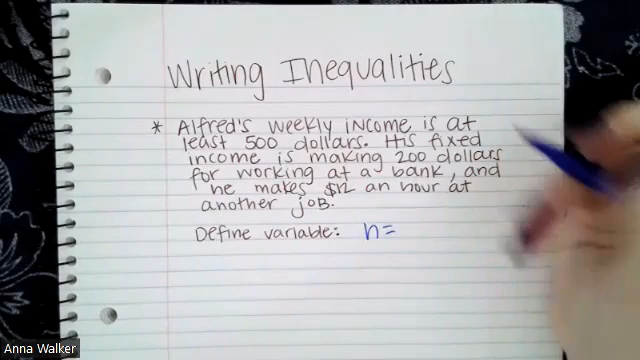 Writing Inequalities
* Alfred's weekly income is at
least 500 dollars. His fixed
income is making 200 dollars
for working at a bank, and
he makes $12 an hour at
another job.
Define variable: h=
Anna Walker